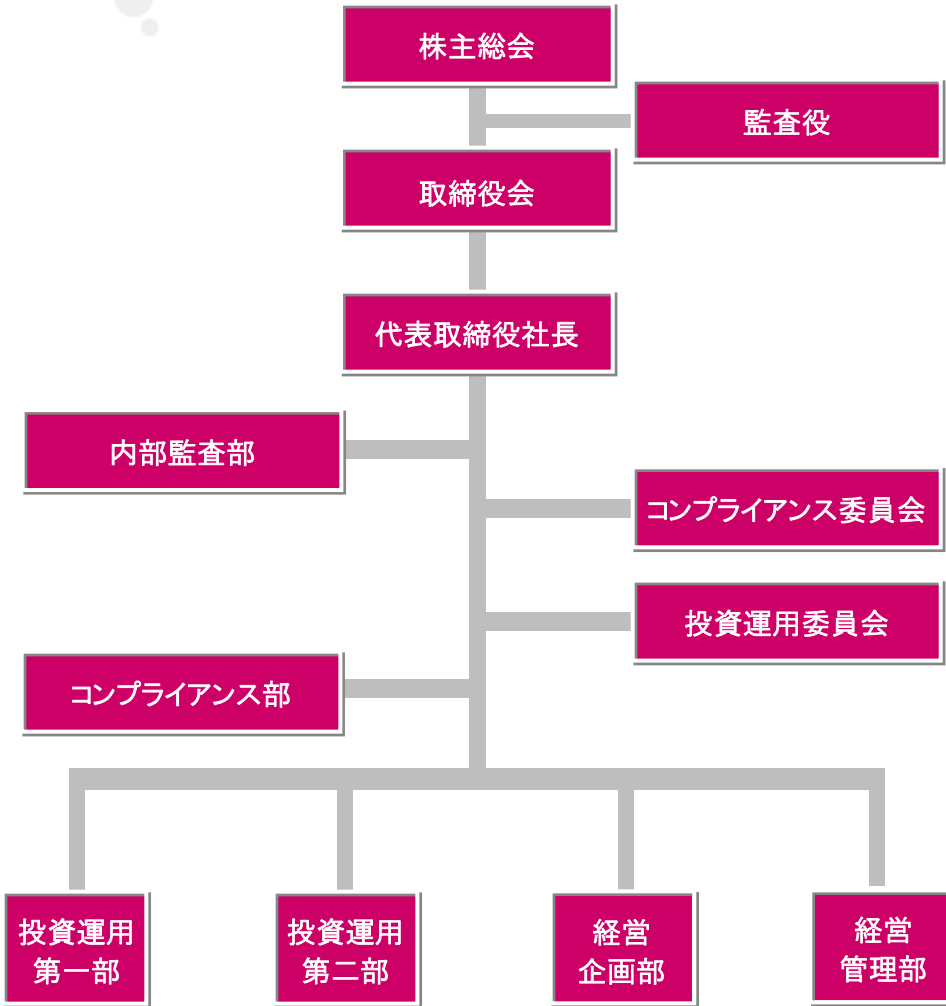 株主総会
監査役
取締役会
代表取締役社長
内部監査部
コンプライアンス委員会
投資運用委員会
コンプライアンス部
投資運用
第一部
投資運用
第二部
経営
企画部
経営
管理部